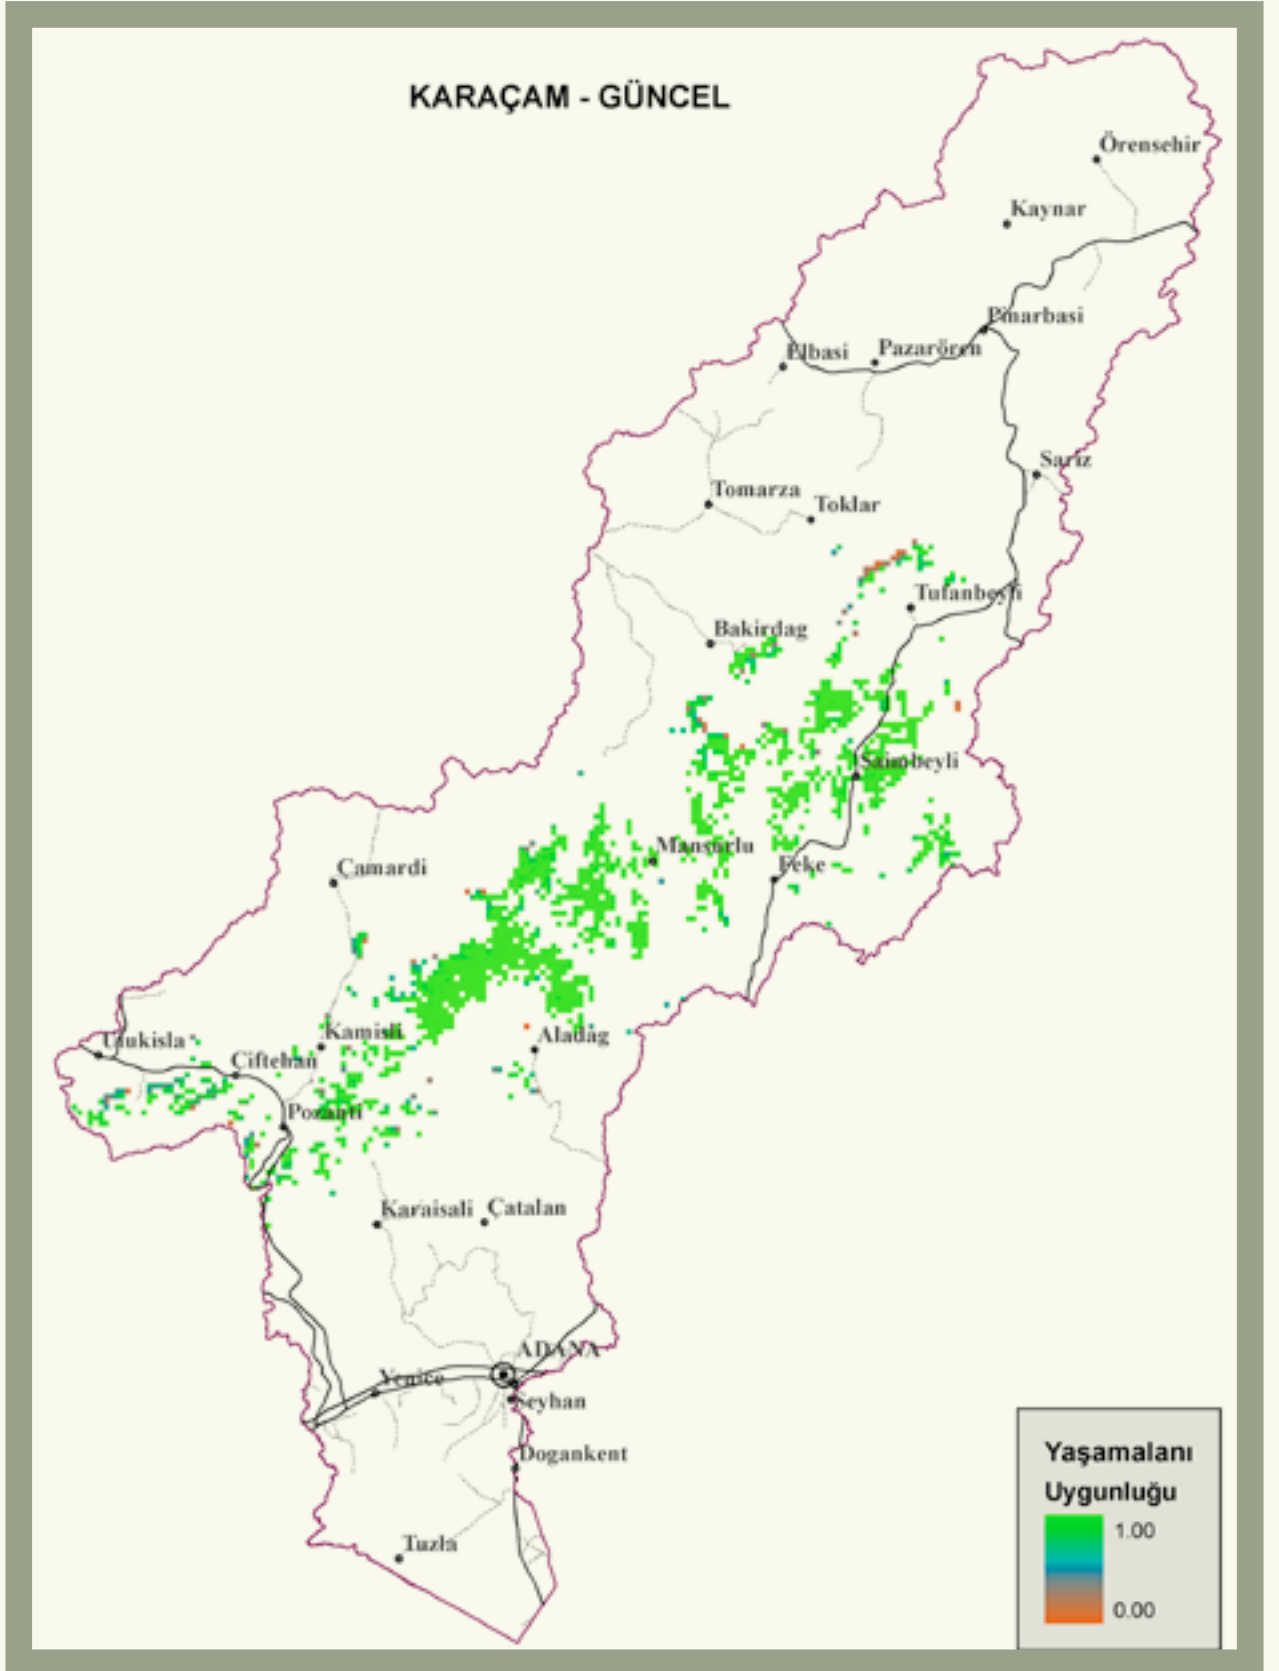 KARAÇAM - GÜNCEL
Örensehir
Kaynar
Pinarbasi
Elbasi
Pazarören
Sariz
Tomarza
Toklar
Tufanbeyli
Bakirdag
Saimbeyli
Mansurlu
Feke
Camardi
Kamisli
Aladag
Ulukisla
Ciftehan
Pozanti
Karaisali
Çatalan
ADANA
Yenice
Seyhan
Dogankent
Tuzla
Yaşamalanı
Uygunluğu
1.00
0.00